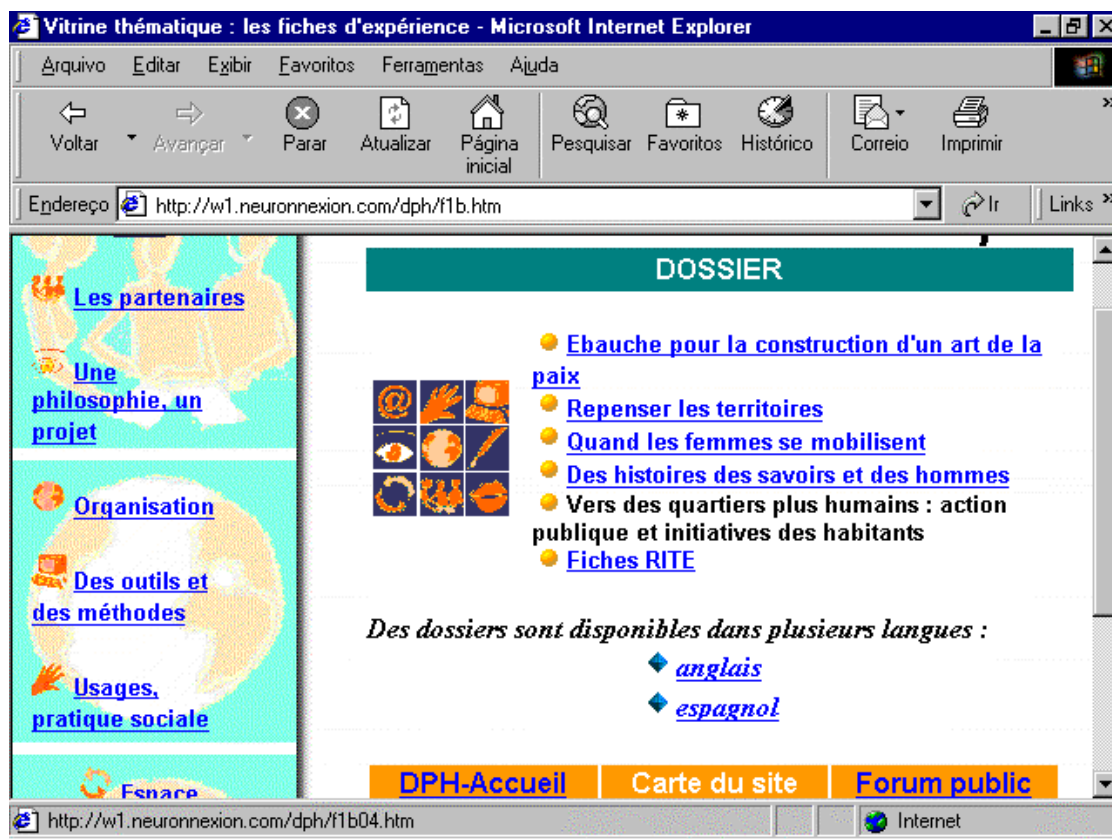 Vitrine thématique : les fiches d'expérience - Microsoft Internet Explorer
Arquivo Editar Exibir Favoritos Ferramentas Ajuda
Voltar Avançar Parar Atualizar Página inicial Pesquisar Favoritos Histórico Correio Imprimir
Endereço http://w1.neuronnexion.com/dph/f1b.htm Ir Links
Les partenaires
Une
philosophie, un
projet
Organisation
Des outils et
des méthodes
Usages,
pratique sociale
Espace
DOSSIER
Ebauche pour la construction d'un art de la
paix
Repenser les territoires
Quand les femmes se mobilisent
Des histoires des savoirs et des hommes
Vers des quartiers plus humains : action
publique et initiatives des habitants
Fiches RITE
Des dossiers sont disponibles dans plusieurs langues :
anglais
espagnol
DPH-Accueil Carte du site Forum public
http://w1.neuronnexion.com/dph/f1b04.htm Internet